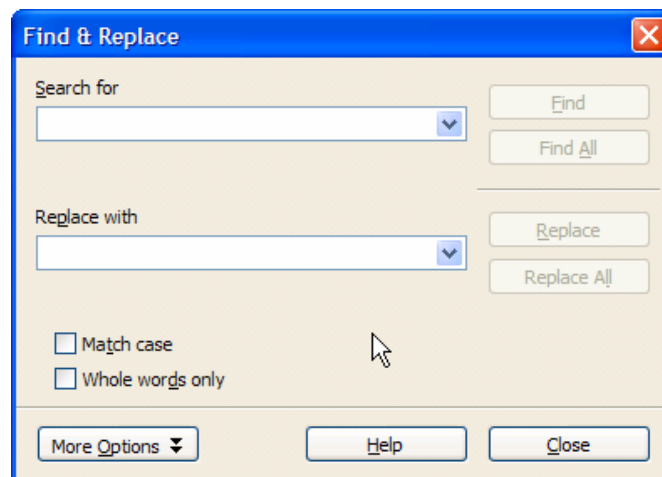 Find & Replace
Search for
Find
Find All
Replace with
Replace
Replace All
Match case
Whole words only
More Options
Help
Close